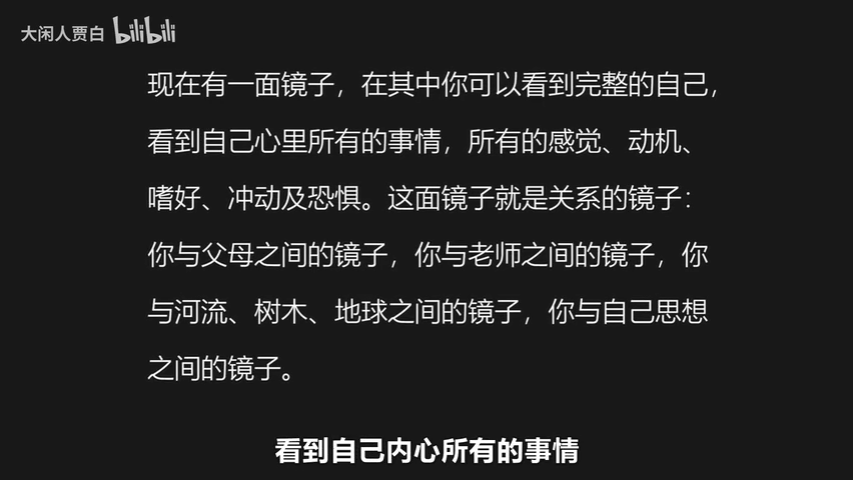 大闲人贾白 bilibili
现在有一面镜子，在其中你可以看到完整的自己，
看到自己心里所有的事情，所有的感觉、动机、
嗜好、冲动及恐惧。这面镜子就是关系的镜子：
你与父母之间的镜子，你与老师之间的镜子，你
与河流、树木、地球之间的镜子，你与自己思想
之间的镜子。
看到自己内心所有的事情